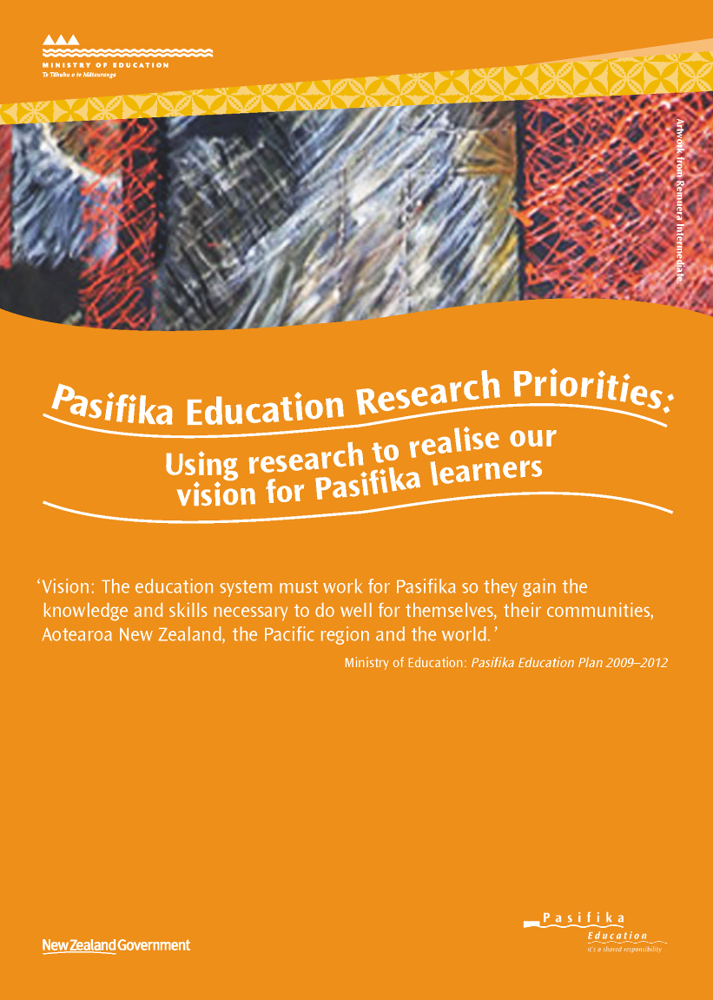 MINISTRY OF EDUCATION
Te Tāhuhu o te Mātauranga
Artwork from Remuera Intermediate.
Pasifika Education Research Priorities:
Using research to realise our
vision for Pasifika learners
‘Vision: The education system must work for Pasifika so they gain the
knowledge and skills necessary to do well for themselves, their communities,
Aotearoa New Zealand, the Pacific region and the world.’
Ministry of Education: Pasifika Education Plan 2009–2012
Pasifika
Education
it's a shared responsibility
New Zealand Government